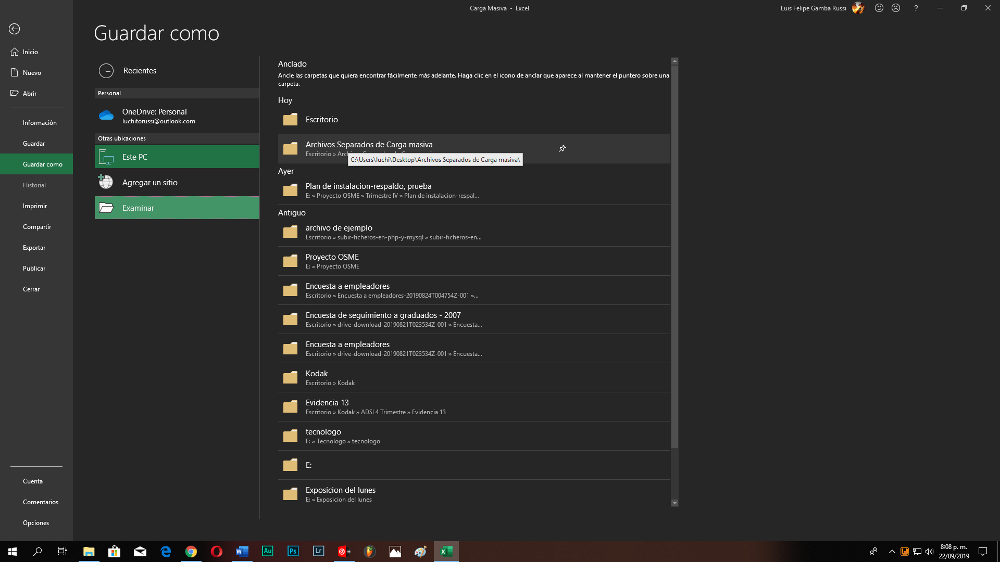 Carga Masiva - Excel
Luis Felipe Gamba Russi
?
Guardar como
Inicio
Nuevo
Abrir
Información
Guardar
Guardar como
Historial
Imprimir
Compartir
Exportar
Publicar
Cerrar
Cuenta
Comentarios
Opciones
Recientes
Personal
OneDrive: Personal
luchitorussi@outlook.com
Otras ubicaciones
Este PC
Agregar un sitio
Examinar
Anclado
Ancle las carpetas que quiera encontrar fácilmente más adelante. Haga clic en el icono de anclar que aparece al mantener el puntero sobre una
carpeta.
Hoy
Escritorio
Archivos Separados de Carga masiva
Escritorio »
C:\Users\luchi\Desktop\Archivos Separados de Carga masiva\
Ayer
Plan de instalacion-respaldo, prueba
E: » Proyecto OSME » Trimestre IV » Plan de instalacion-respal...
Antiguo
archivo de ejemplo
Escritorio » subir-ficheros-en-php-y-mysql » subir-ficheros-en...
Proyecto OSME
E: » Proyecto OSME
Encuesta a empleadores
Escritorio » Encuesta a empleadores-20190824T004754Z-001 »...
Encuesta de seguimiento a graduados - 2007
Escritorio » drive-download-20190821T023534Z-001 » Encuesta...
Encuesta a empleadores
Escritorio » drive-download-20190821T023534Z-001 » Encuesta...
Kodak
Escritorio » Kodak
Evidencia 13
Escritorio » Kodak » ADSI 4 Trimestre » Evidencia 13
tecnologo
F: » Tecnologo » tecnologo
E:
Exposicion del lunes
E: » Exposicion del lunes
Au
Ps
Lr
8:08 p. m.
22/09/2019